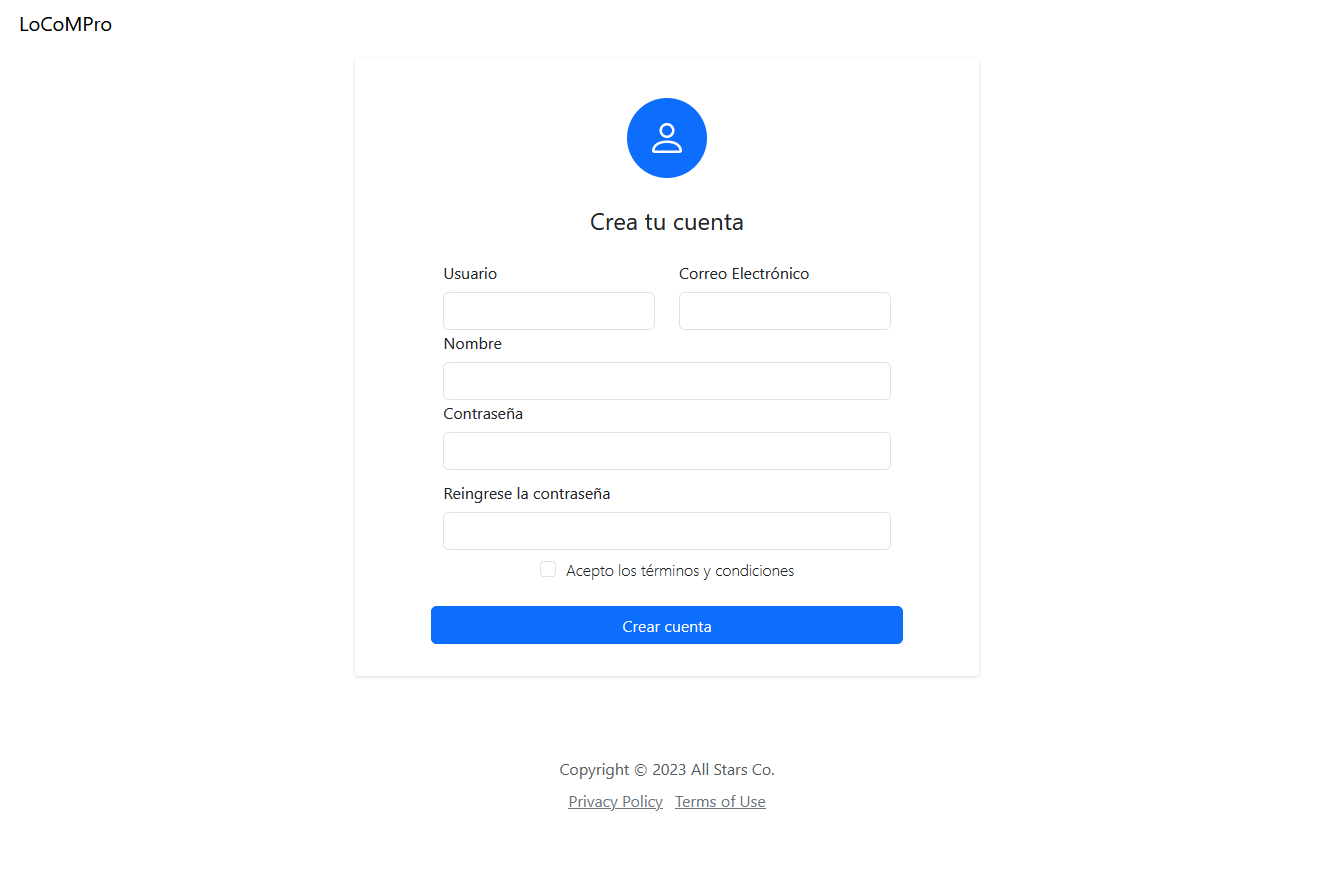 LoCoMPro
Crea tu cuenta
Usuario Correo Electrónico
Nombre
Contraseña
Reingrese la contraseña
Acepto los términos y condiciones
Crear cuenta
Copyright © 2023 All Stars Co.
Privacy Policy Terms of Use